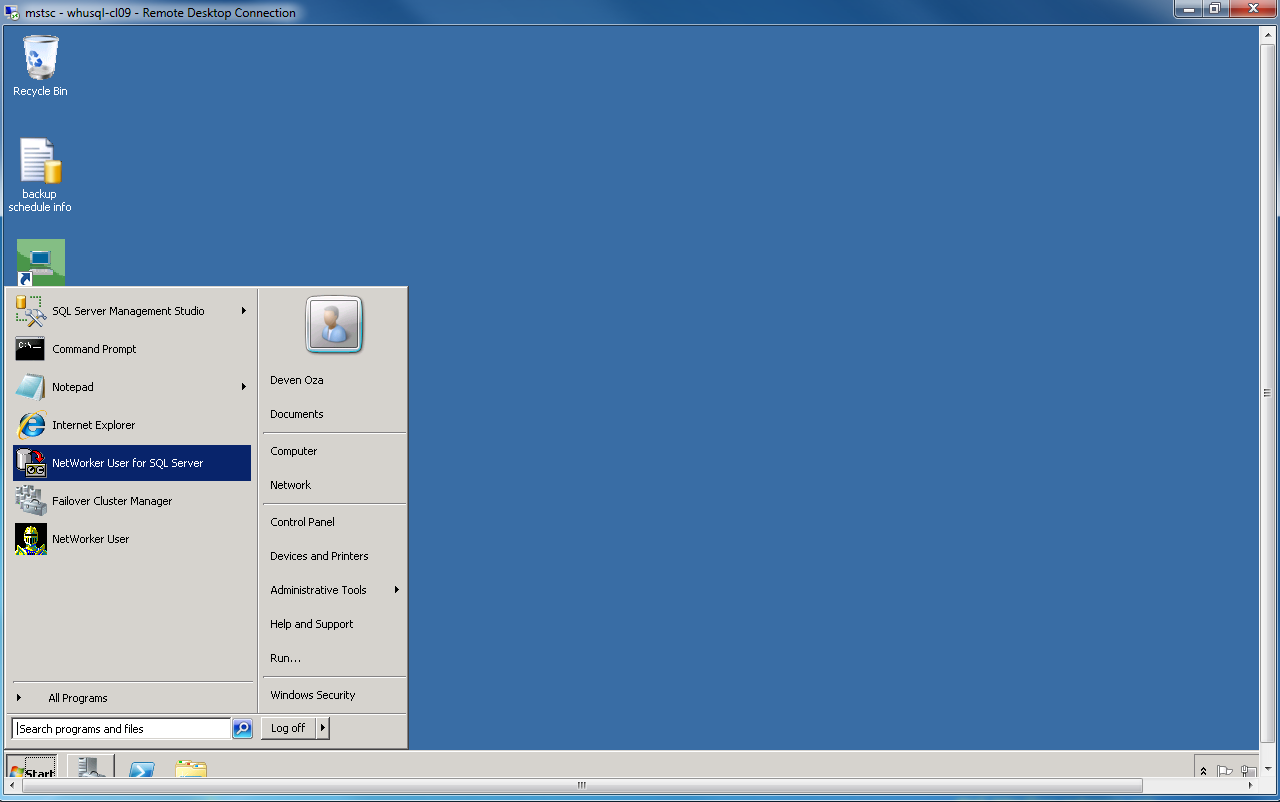 mstsc - whusql-cl09 - Remote Desktop Connection
Recycle Bin
backup
schedule info
SQL Server Management Studio
Command Prompt
Notepad
Internet Explorer
NetWorker User for SQL Server
Failover Cluster Manager
NetWorker User
All Programs
Search programs and files
Deven Oza
Documents
Computer
Network
Control Panel
Devices and Printers
Administrative Tools
Help and Support
Run...
Windows Security
Log off
Start